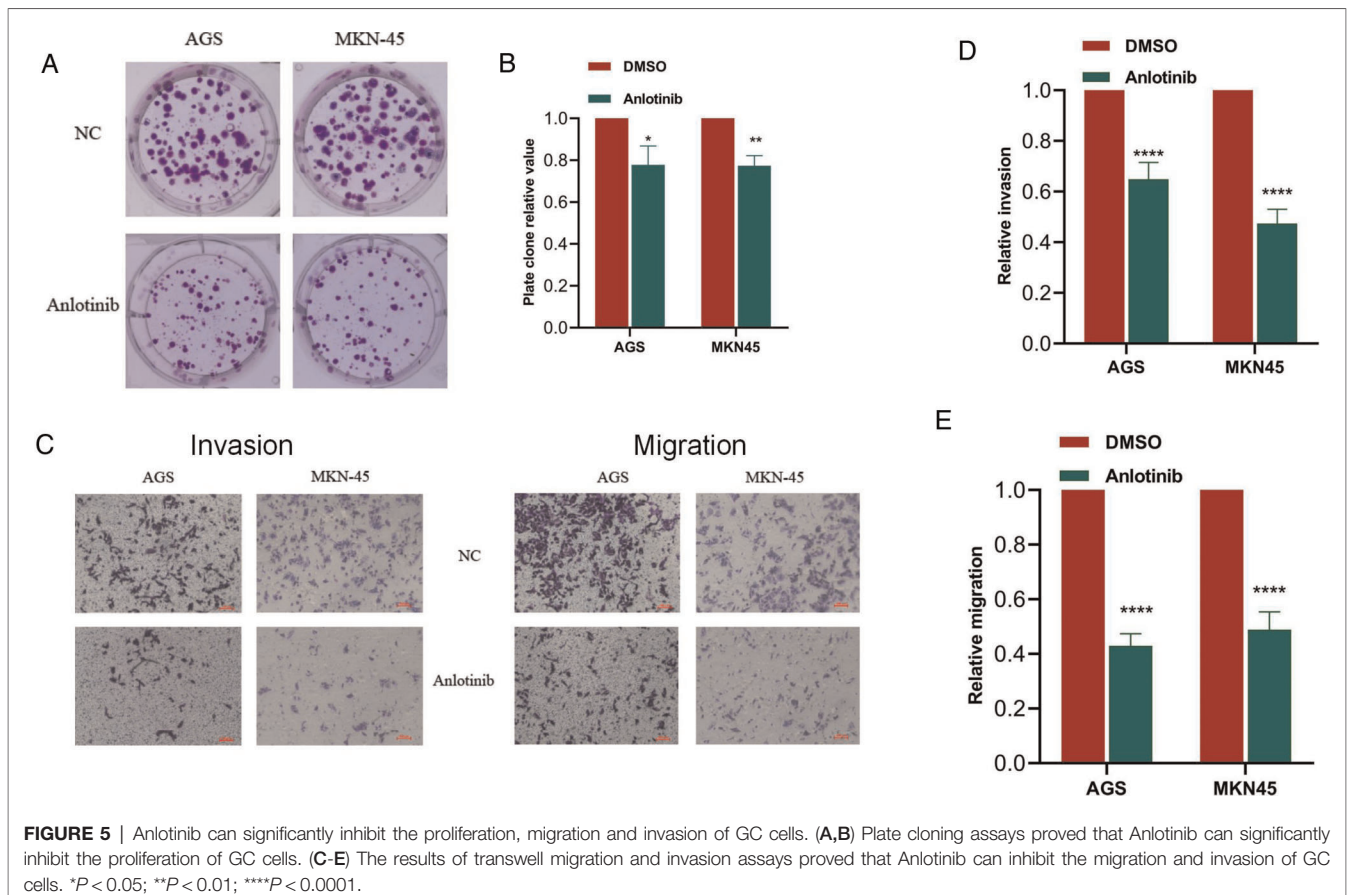 A
AGS MKN-45
NC
Anlotinib
B
DMSO
Anlotinib
Plate clone relative value
1.0
0.8
0.6
0.4
0.2
0.0
* **
AGS MKN45
C
Invasion Migration
AGS MKN-45 AGS MKN-45
NC
Anlotinib
D
DMSO
Anlotinib
Relative invasion
1.0
0.8
0.6
0.4
0.2
0.0
**** ****
AGS MKN45
E
DMSO
Anlotinib
Relative migration
1.0
0.8
0.6
0.4
0.2
0.0
**** ****
AGS MKN45
FIGURE 5 | Anlotinib can significantly inhibit the proliferation, migration and invasion of GC cells. (A,B) Plate cloning assays proved that Anlotinib can significantly
inhibit the proliferation of GC cells. (C-E) The results of transwell migration and invasion assays proved that Anlotinib can inhibit the migration and invasion of GC
cells. *P < 0.05; **P < 0.01; ****P < 0.0001.